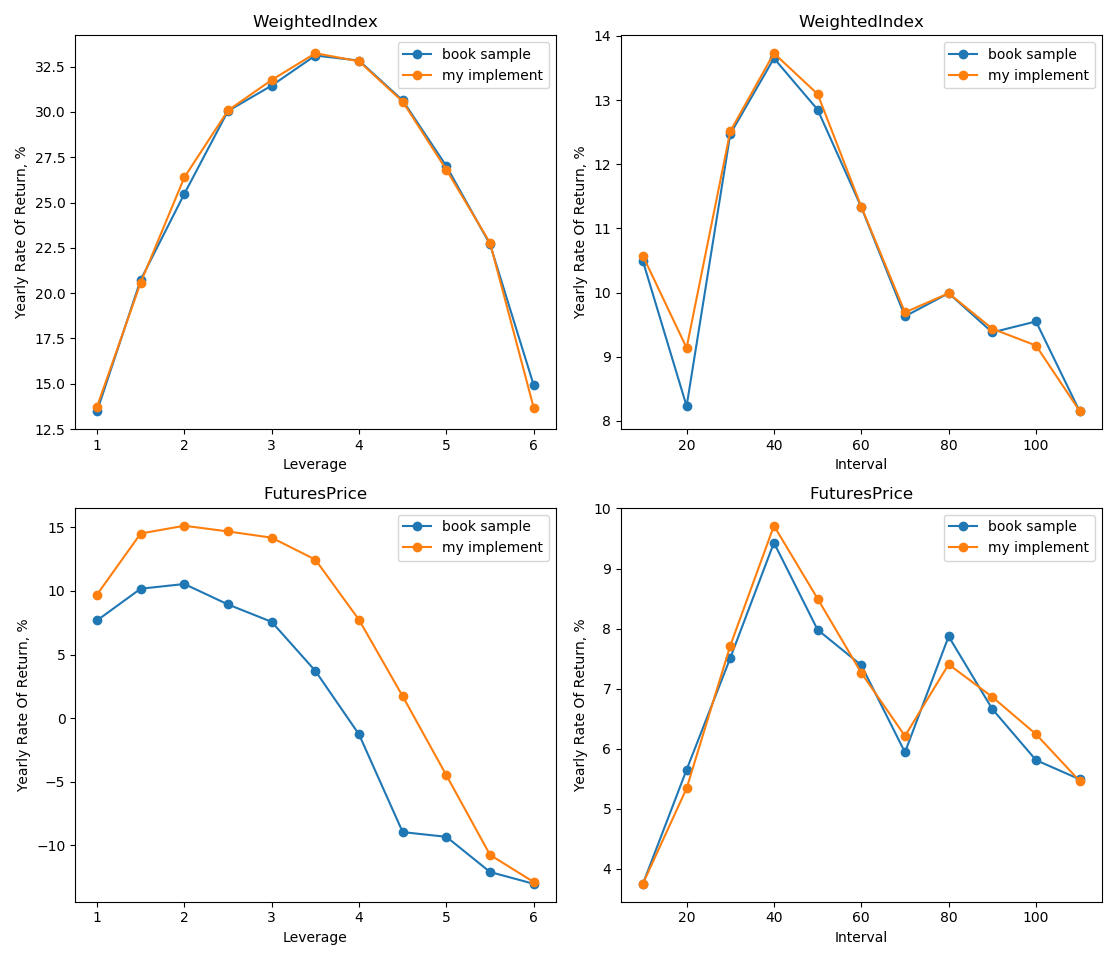 WeightedIndex
Yearly Rate Of Return, %
32.5
30.0
27.5
25.0
22.5
20.0
17.5
15.0
12.5
book sample
my implement
1 2 3 4 5 6
Leverage
WeightedIndex
Yearly Rate Of Return, %
14
13
12
11
10
9
8
book sample
my implement
20 40 60 80 100
Interval
FuturesPrice
Yearly Rate Of Return, %
15
10
5
0
−5
−10
book sample
my implement
1 2 3 4 5 6
Leverage
FuturesPrice
Yearly Rate Of Return, %
10
9
8
7
6
5
4
book sample
my implement
20 40 60 80 100
Interval